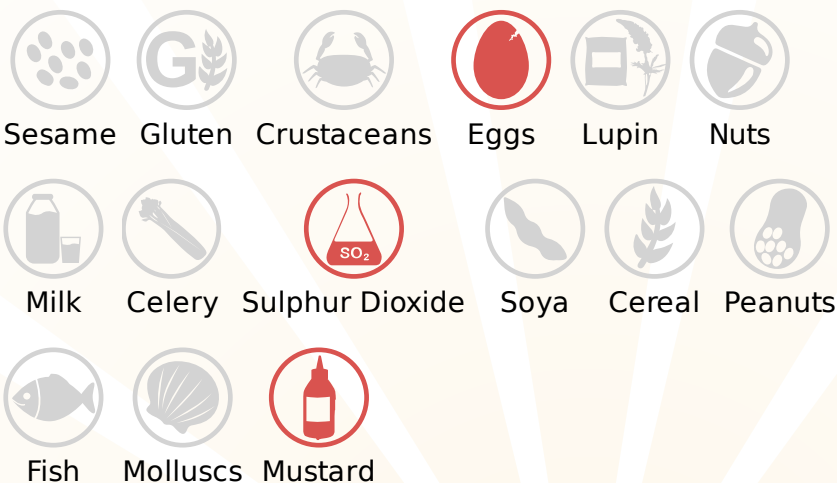 G
Sesame Gluten Crustaceans Eggs Lupin Nuts
SO₂
Milk Celery Sulphur Dioxide Soya Cereal Peanuts
Fish Molluscs Mustard